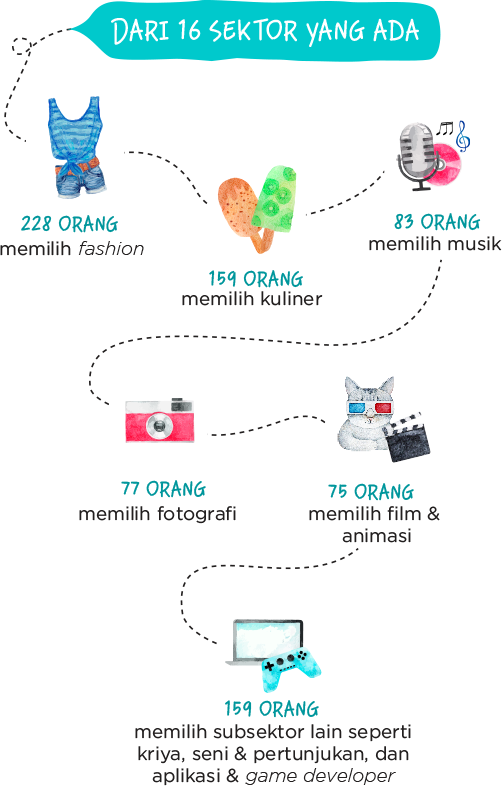 DARI 16 SEKTOR YANG ADA
228 ORANG
memilih fashion
159 ORANG
memilih kuliner
83 ORANG
memilih musik
77 ORANG
memilih fotografi
75 ORANG
memilih film &
animasi
159 ORANG
memilih subsektor lain seperti
kriya, seni & pertunjukan, dan
aplikasi & game developer